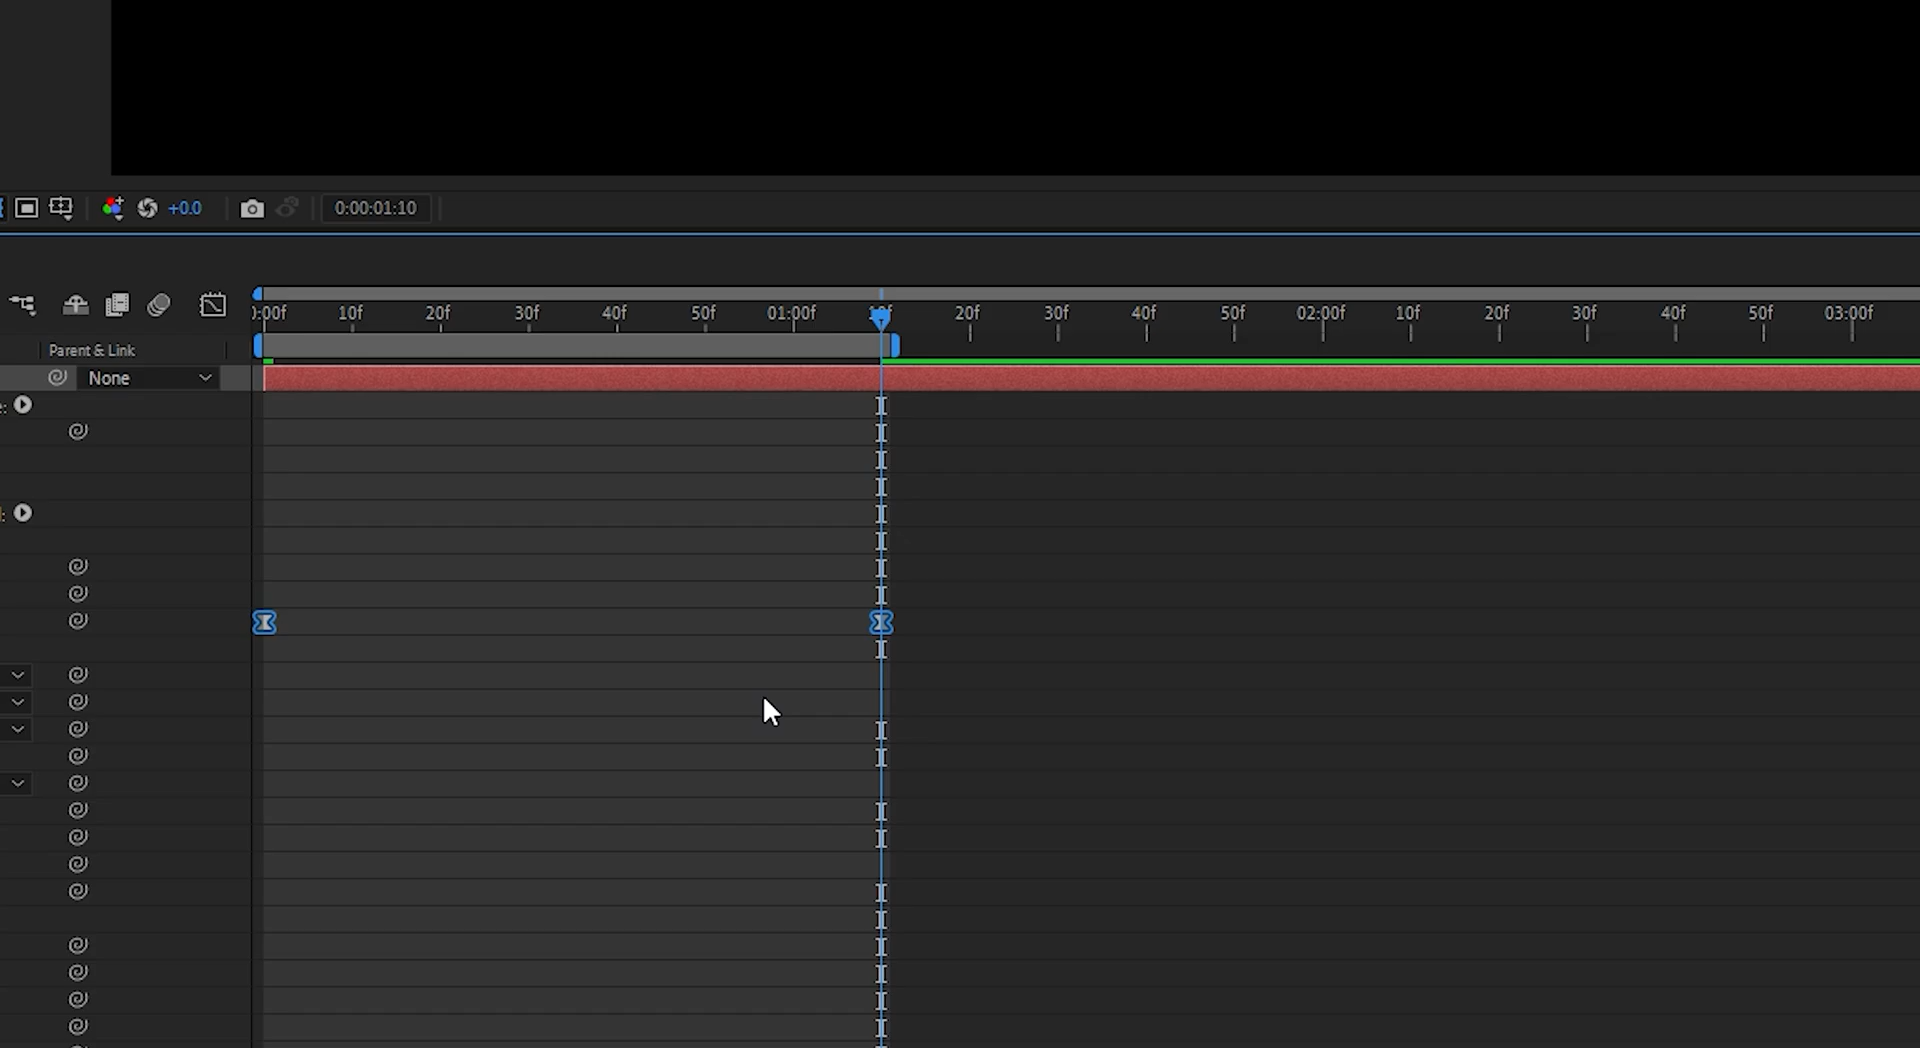 +0.0 0:00:01:10
:00f 10f 20f 30f 40f 50f 01:00f 20f 30f 40f 50f 02:00f 10f 20f 30f 40f 50f 03:00f
Parent & Link
None